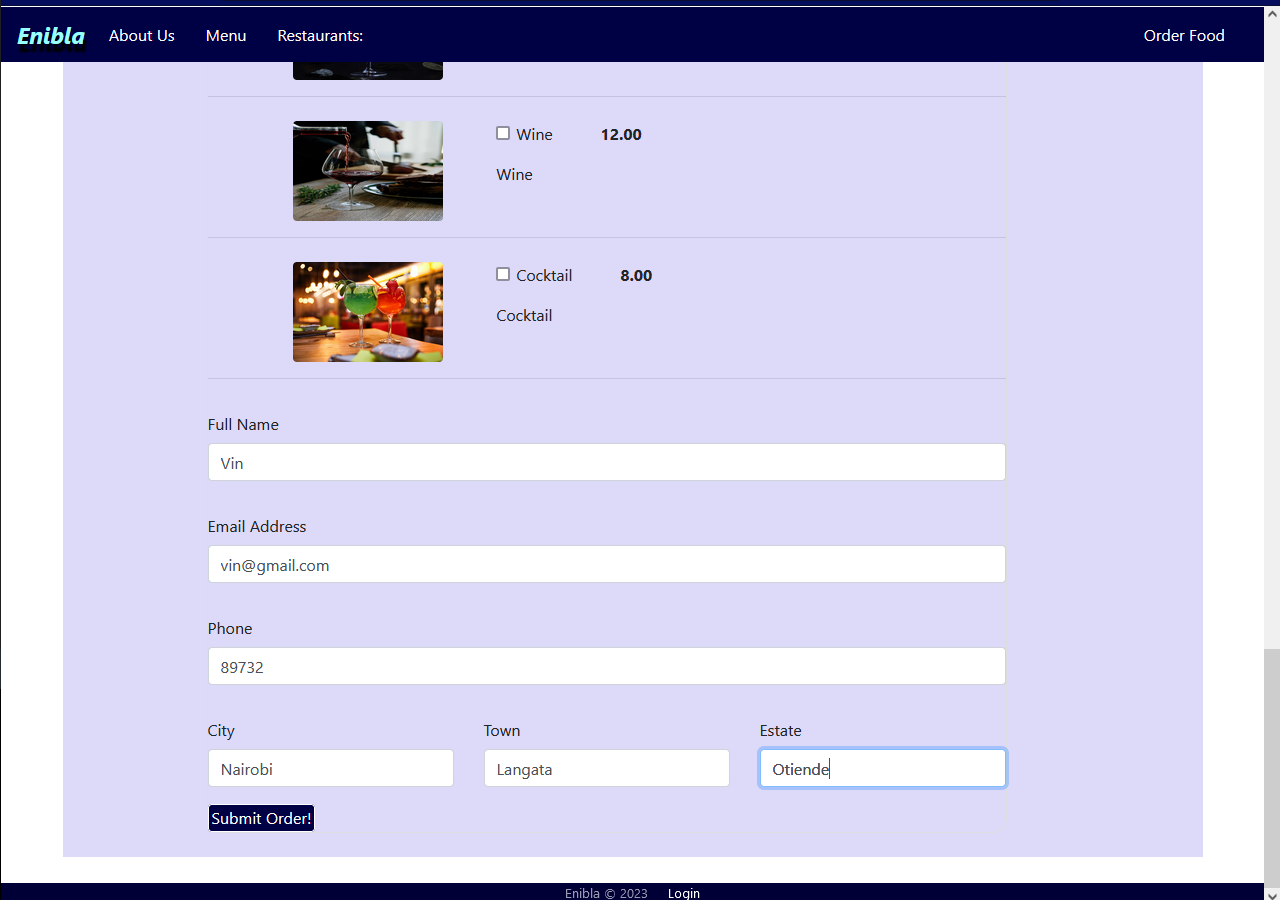 Enibla About Us Menu Restaurants: Order Food
Wine 12.00
Wine
Cocktail 8.00
Cocktail
Full Name
Vin
Email Address
vin@gmail.com
Phone
89732
City Town Estate
Nairobi Langata Otiende
Submit Order!
Enibla © 2023 Login